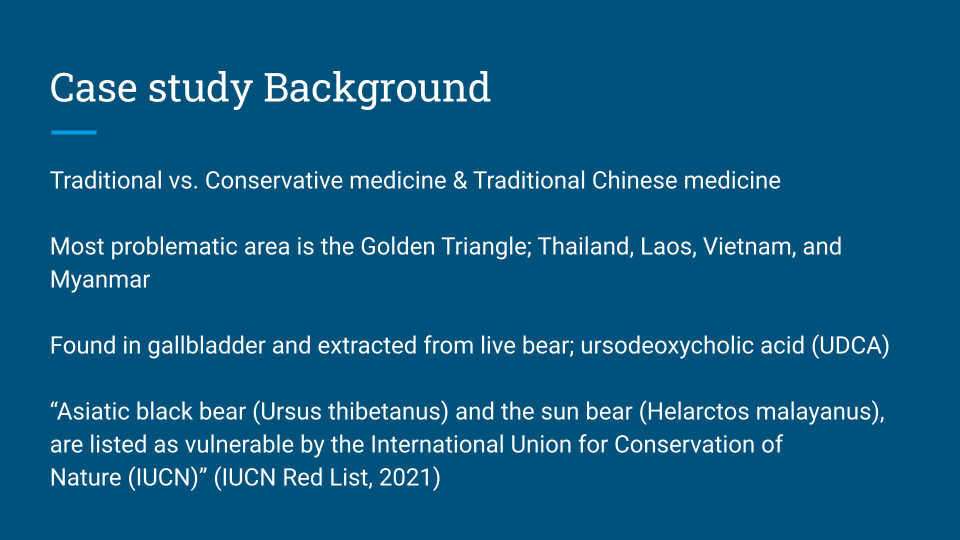 Case study Background
Traditional vs. Conservative medicine & Traditional Chinese medicine
Most problematic area is the Golden Triangle; Thailand, Laos, Vietnam, and
Myanmar
Found in gallbladder and extracted from live bear; ursodeoxycholic acid (UDCA)
“Asiatic black bear (Ursus thibetanus) and the sun bear (Helarctos malayanus),
are listed as vulnerable by the International Union for Conservation of
Nature (IUCN)” (IUCN Red List, 2021)